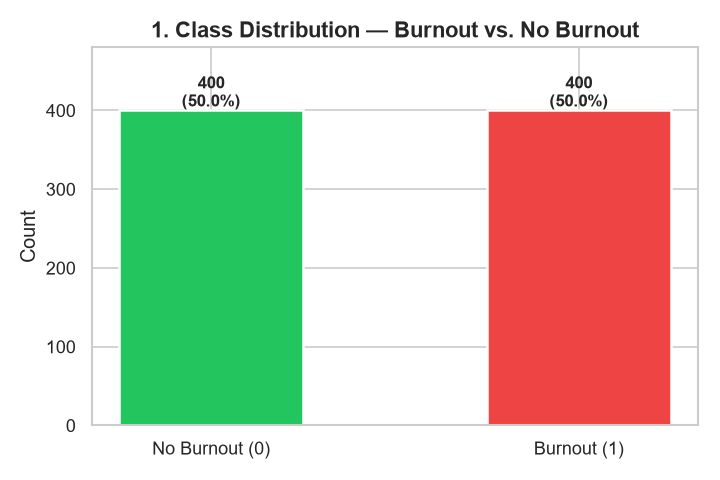 1. Class Distribution — Burnout vs. No Burnout
400
(50.0%)
400
(50.0%)
Count
400
300
200
100
0
No Burnout (0)
Burnout (1)